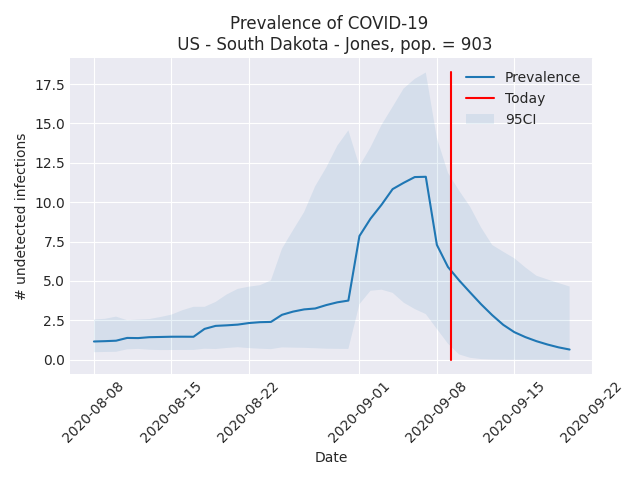 Prevalence of COVID-19
US - South Dakota - Jones, pop. = 903
17.5
15.0
12.5
10.0
7.5
5.0
2.5
0.0
# undetected infections
Prevalence
Today
95CI
2020-08-08
2020-08-15
2020-08-22
2020-09-01
2020-09-08
2020-09-15
2020-09-22
Date